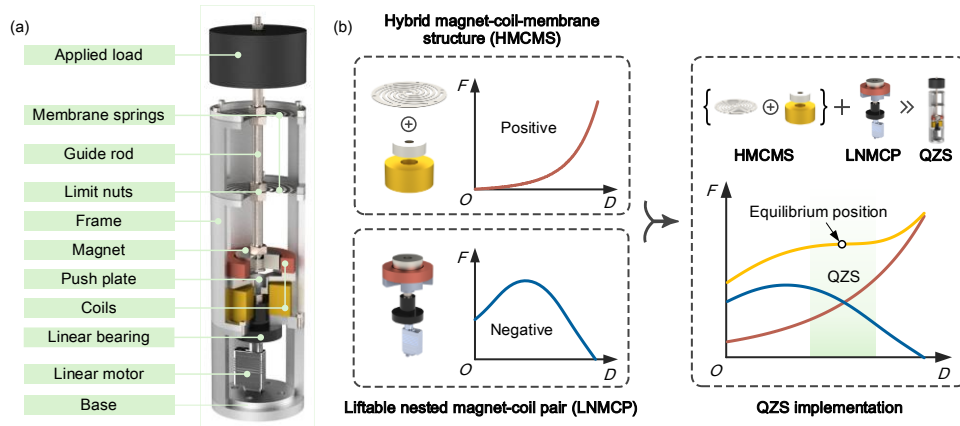 (a)
Applied load
Membrane springs
Guide rod
Limit nuts
Frame
Magnet
Push plate
Coils
Linear bearing
Linear motor
Base
(b)
Hybrid magnet-coil-membrane
structure (HMCMS)
F
Positive
O
D
F
Negative
O
D
Liftable nested magnet-coil pair (LNMCP)
{ ⊕ } + »
HMCMS LNMCP QZS
F
Equilibrium position
QZS
O
D
QZS implementation